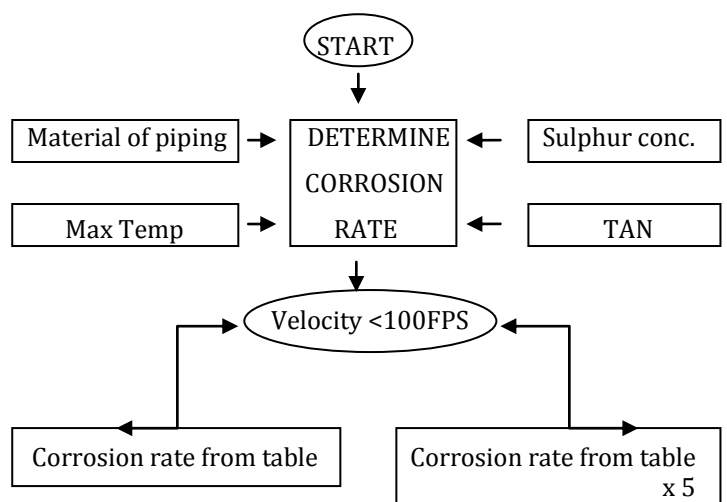 START
Material of piping
DETERMINE
CORROSION
RATE
Sulphur conc.
Max Temp
TAN
Velocity <100FPS
Corrosion rate from table
Corrosion rate from table
x 5